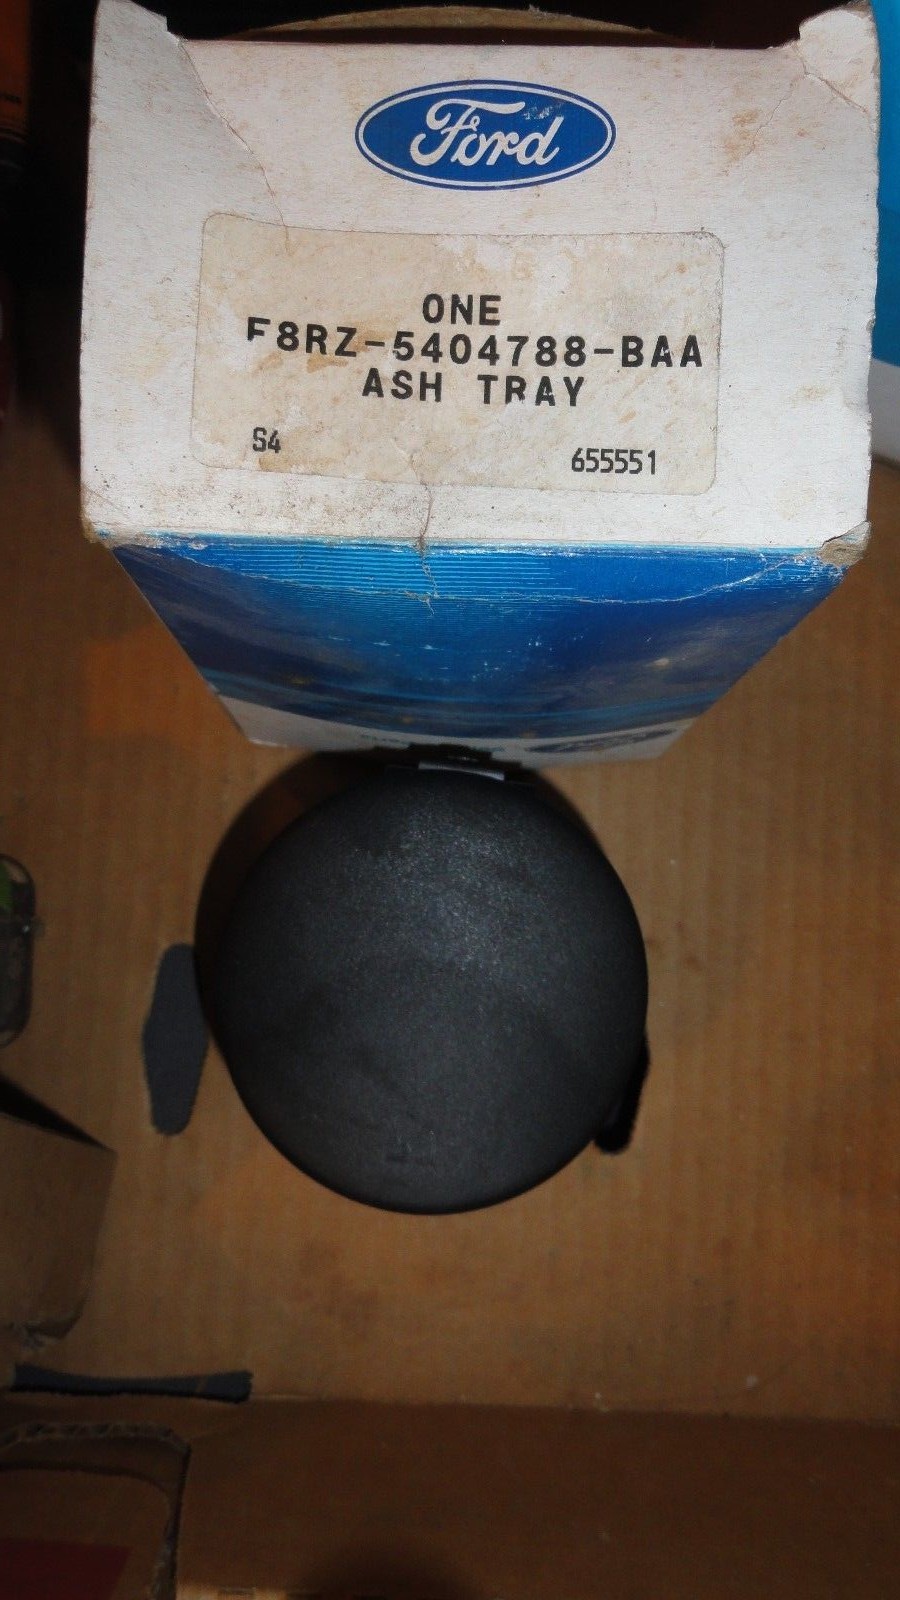 Ford
ONE
F8RZ-5404788-BAA
ASH TRAY
S4 655551